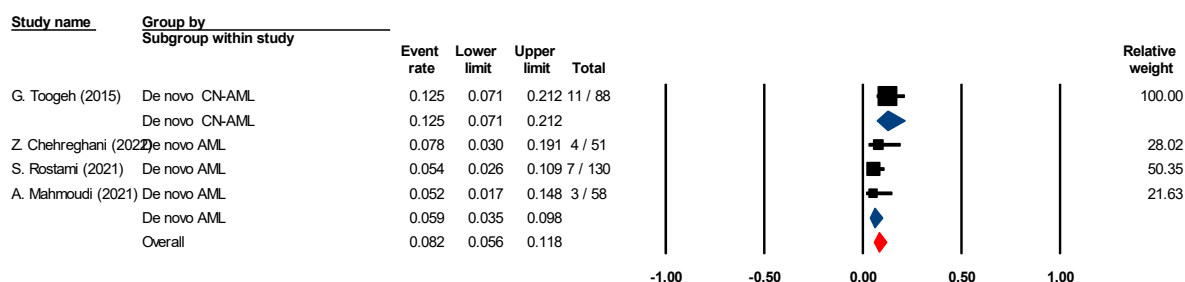 Study name Group by
Subgroup within study
Event rate Lower limit Upper limit Total Relative weight
G. Toogeh (2015) De novo CN-AML 0.125 0.071 0.212 11 / 88 100.00
De novo CN-AML 0.125 0.071 0.212
Z. Chehreghani (2022) De novo AML 0.078 0.030 0.191 4 / 51 28.02
S. Rostami (2021) De novo AML 0.054 0.026 0.109 7 / 130 50.35
A. Mahmoudi (2021) De novo AML 0.052 0.017 0.148 3 / 58 21.63
De novo AML 0.059 0.035 0.098
Overall 0.082 0.056 0.118
-1.00 -0.50 0.00 0.50 1.00